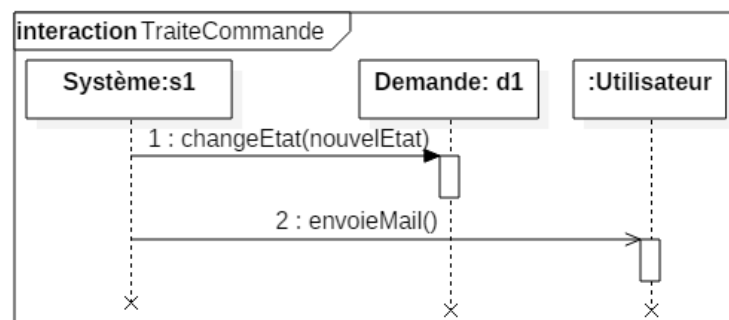 interaction TraiteCommande
Système:s1
Demande: d1
:Utilisateur
1 : changeEtat(nouvelEtat)
2 : envoieMail()